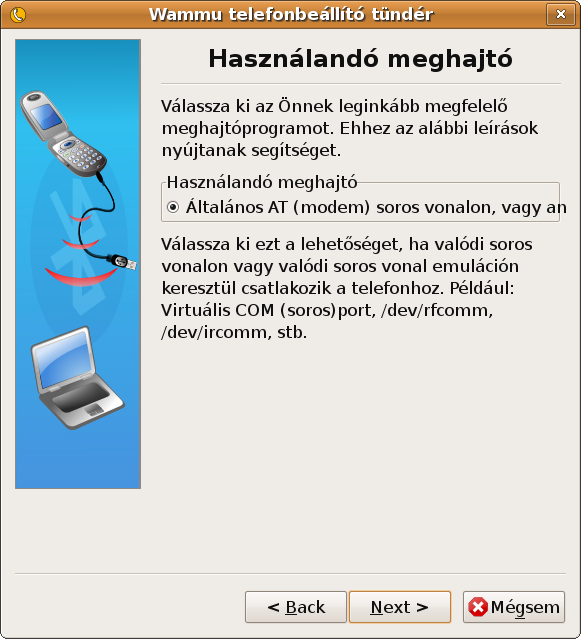 Wammu telefonbeállító tündér
Használandó meghajtó
Válassza ki az Önnek leginkább megfelelő
meghajtóprogramot. Ehhez az alábbi leírások
nyújtanak segítséget.
Használandó meghajtó
Általános AT (modem) soros vonalon, vagy an
Válassza ki ezt a lehetőséget, ha valódi soros
vonalon vagy valódi soros vonal emuláción
keresztül csatlakozik a telefonhoz. Például:
Virtuális COM (soros)port, /dev/rfcomm,
/dev/ircomm, stb.
< Back
Next >
Mégsem